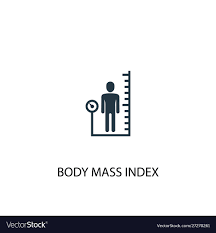 BODY MASS INDEX
VectorStock®
VectorStock.com/27278261